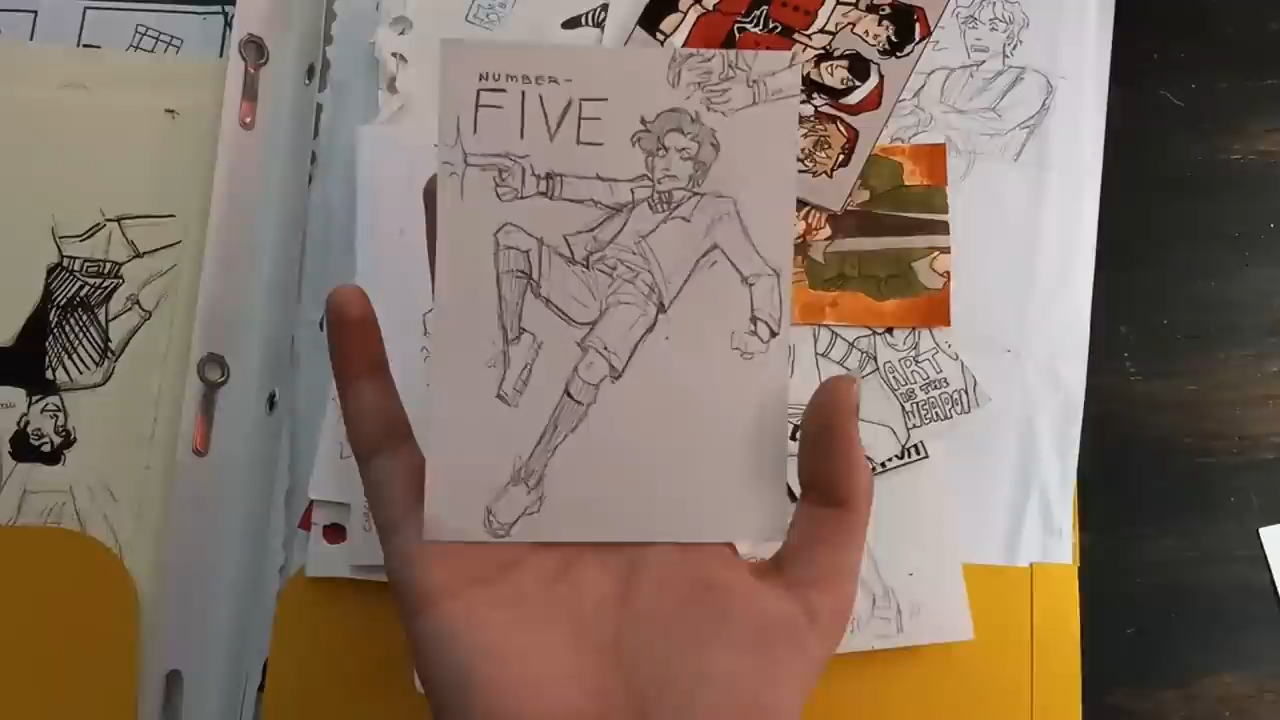 NUMBER-
FIVE
ART
IS THE
WEAPON